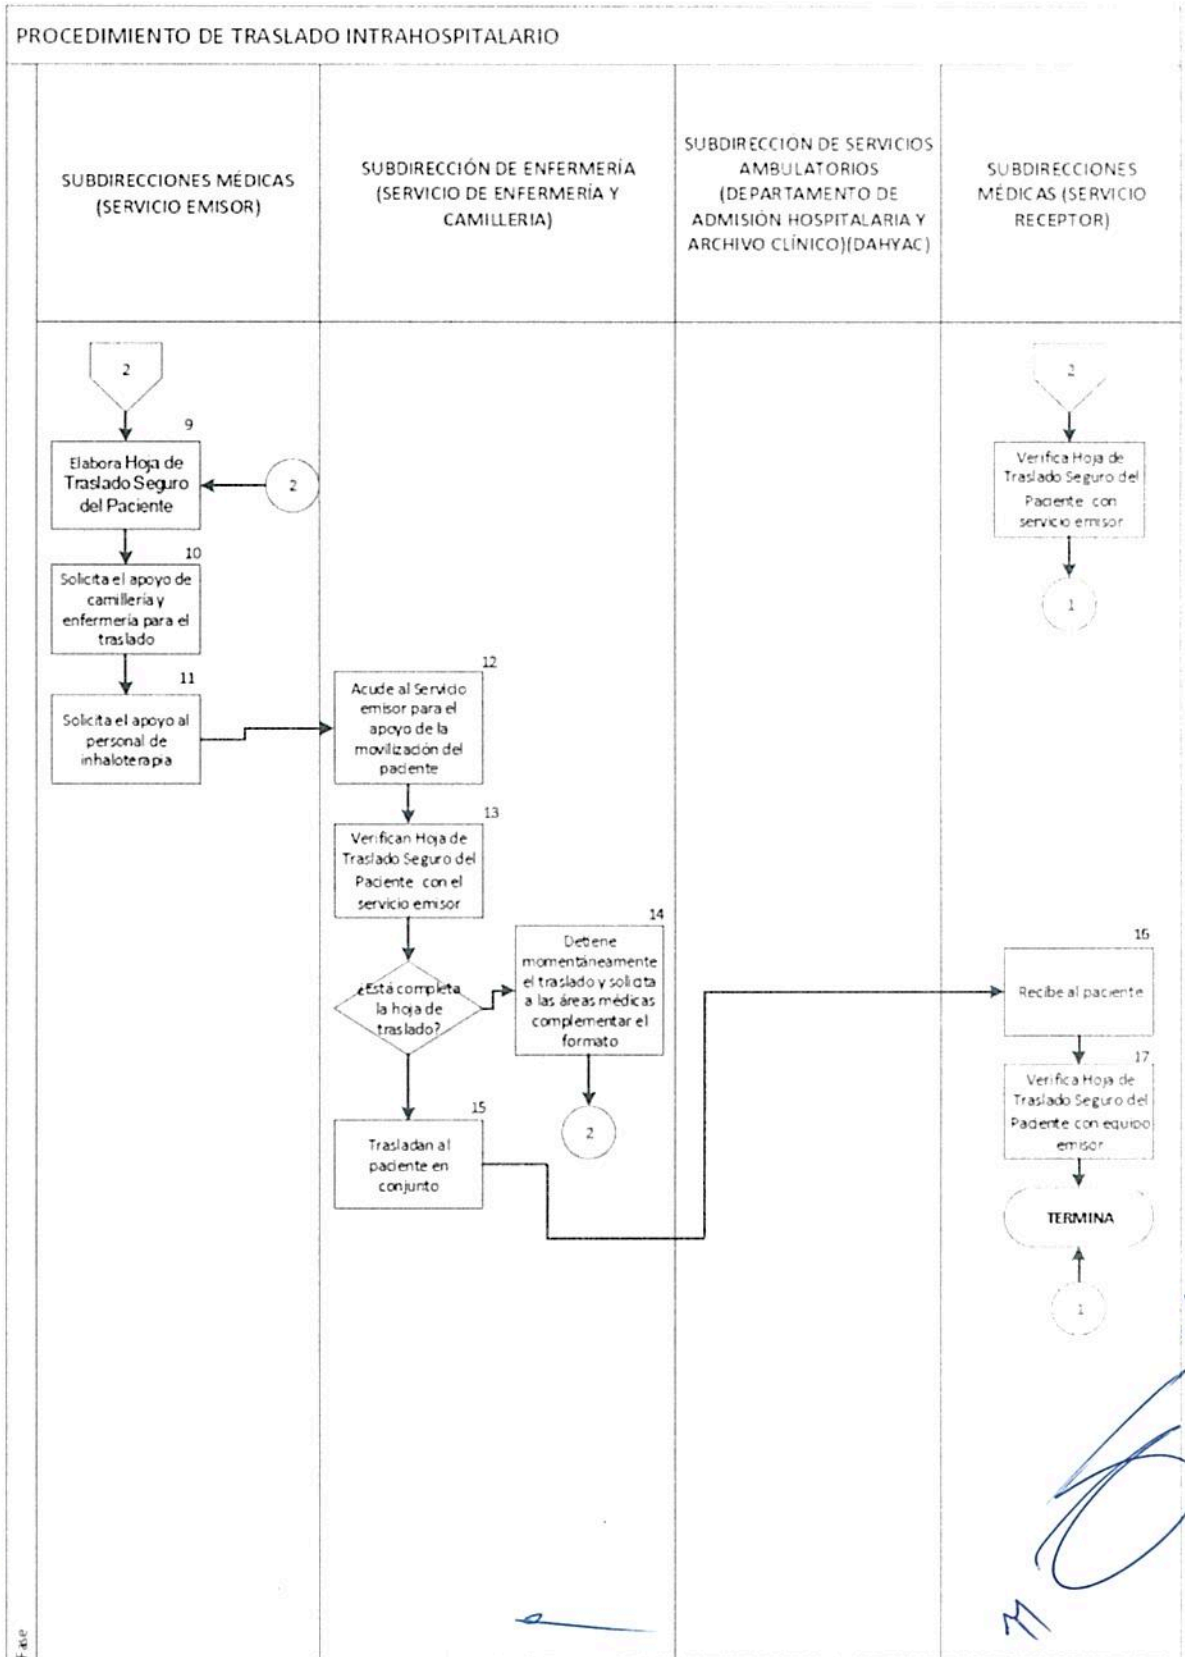 PROCEDIMIENTO DE TRASLADO INTRAHOSPITALARIO
SUBDIRECCIONES MÉDICAS
(SERVICIO EMISOR)
SUBDIRECCIÓN DE ENFERMERÍA
(SERVICIO DE ENFERMERÍA Y
CAMILLERIA)
SUBDIRECCIÓN DE SERVICIOS
AMBULATORIOS
(DEPARTAMENTO DE
ADMISIÓN HOSPITALARIA Y
ARCHIVO CLÍNICO)(DAHYAC)
SUBDIRECCIONES
MÉDICAS (SERVICIO
RECEPTOR)
2
9
Elabora Hoja de
Traslado Seguro
del Paciente
2
10
Solicita el apoyo de
camillería y
enfermería para el
traslado
11
Solicita el apoyo al
personal de
inhaloterapia
12
Acude al Servicio
emisor para el
apoyo de la
movilización del
paciente
13
Verifican Hoja de
Traslado Seguro del
Paciente con el
servicio emisor
¿Está completa
la hoja de
traslado?
14
Detiene
momentáneamente
el traslado y solicita
a las áreas médicas
complementar el
formato
2
15
Trasladan al
paciente en
conjunto
2
Verifica Hoja de
Traslado Seguro del
Paciente con
servicio emisor
1
16
Recibe al paciente
17
Verifica Hoja de
Traslado Seguro del
Paciente con equipo
emisor
TERMINA
1
Fase